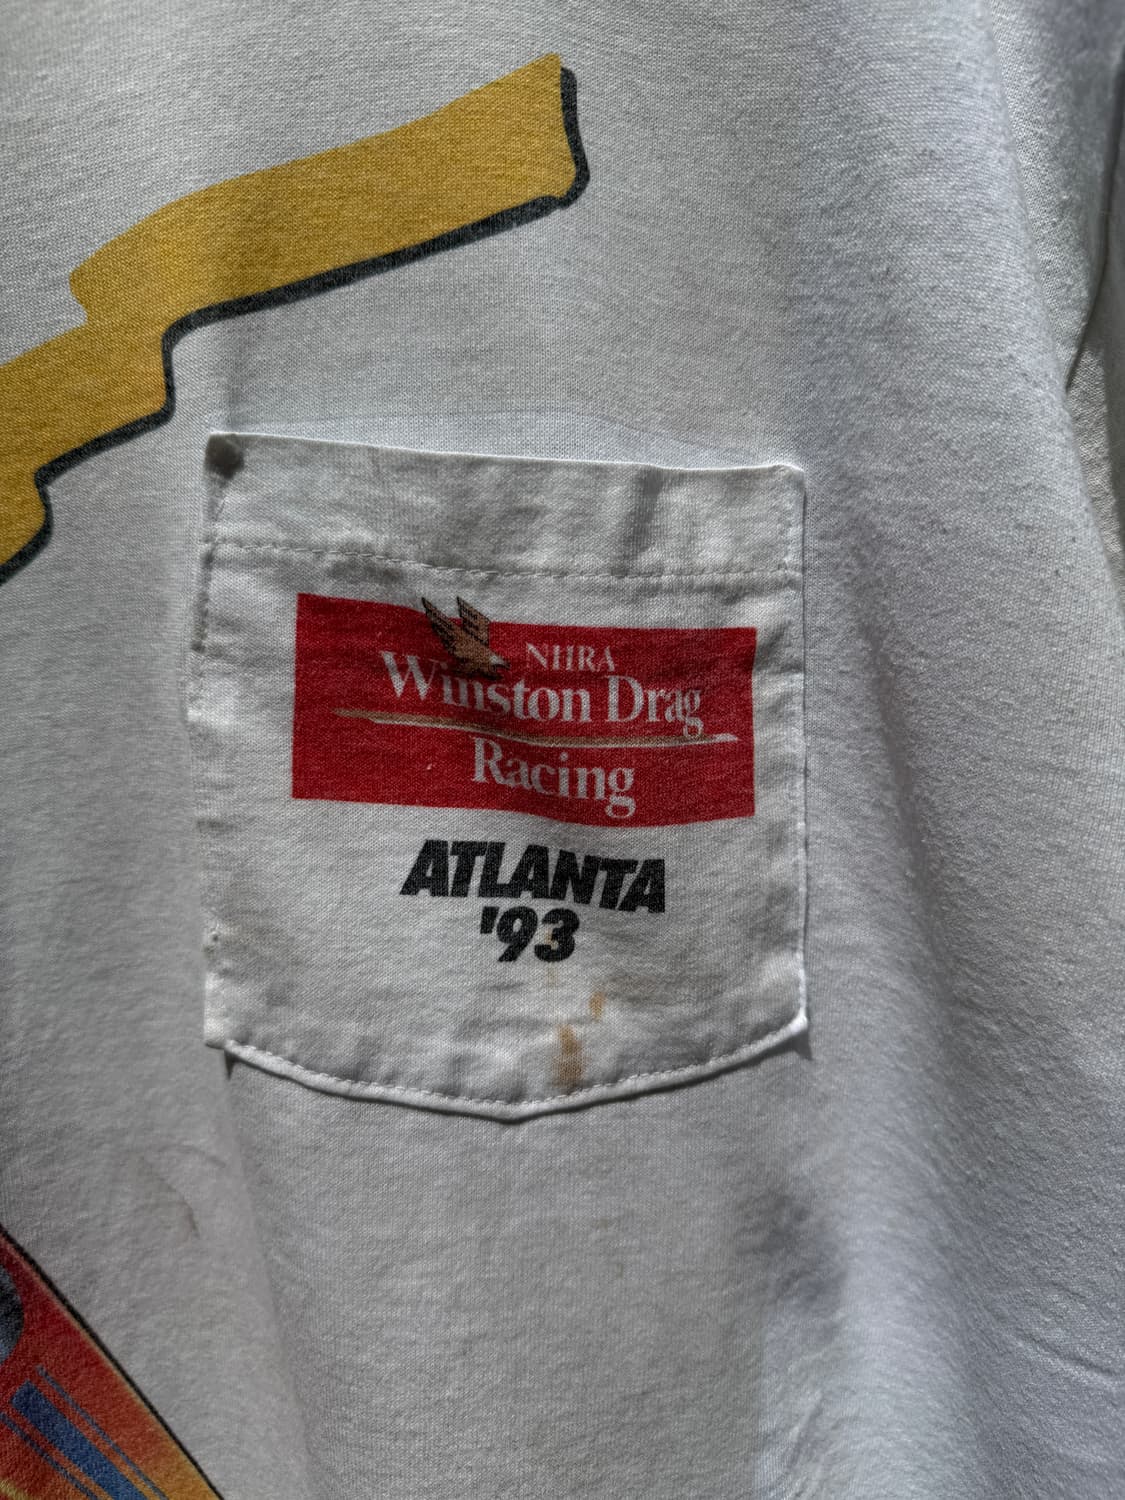 NHRA
Winston Drag
Racing
ATLANTA
'93